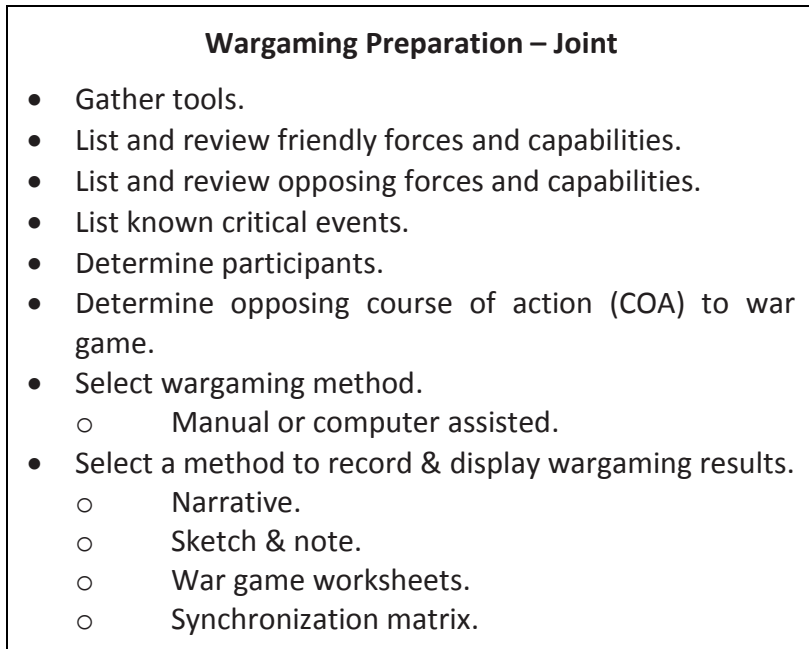 Wargaming Preparation – Joint
• Gather tools.
• List and review friendly forces and capabilities.
• List and review opposing forces and capabilities.
• List known critical events.
• Determine participants.
• Determine opposing course of action (COA) to war
game.
• Select wargaming method.
o Manual or computer assisted.
• Select a method to record & display wargaming results.
o Narrative.
o Sketch & note.
o War game worksheets.
o Synchronization matrix.